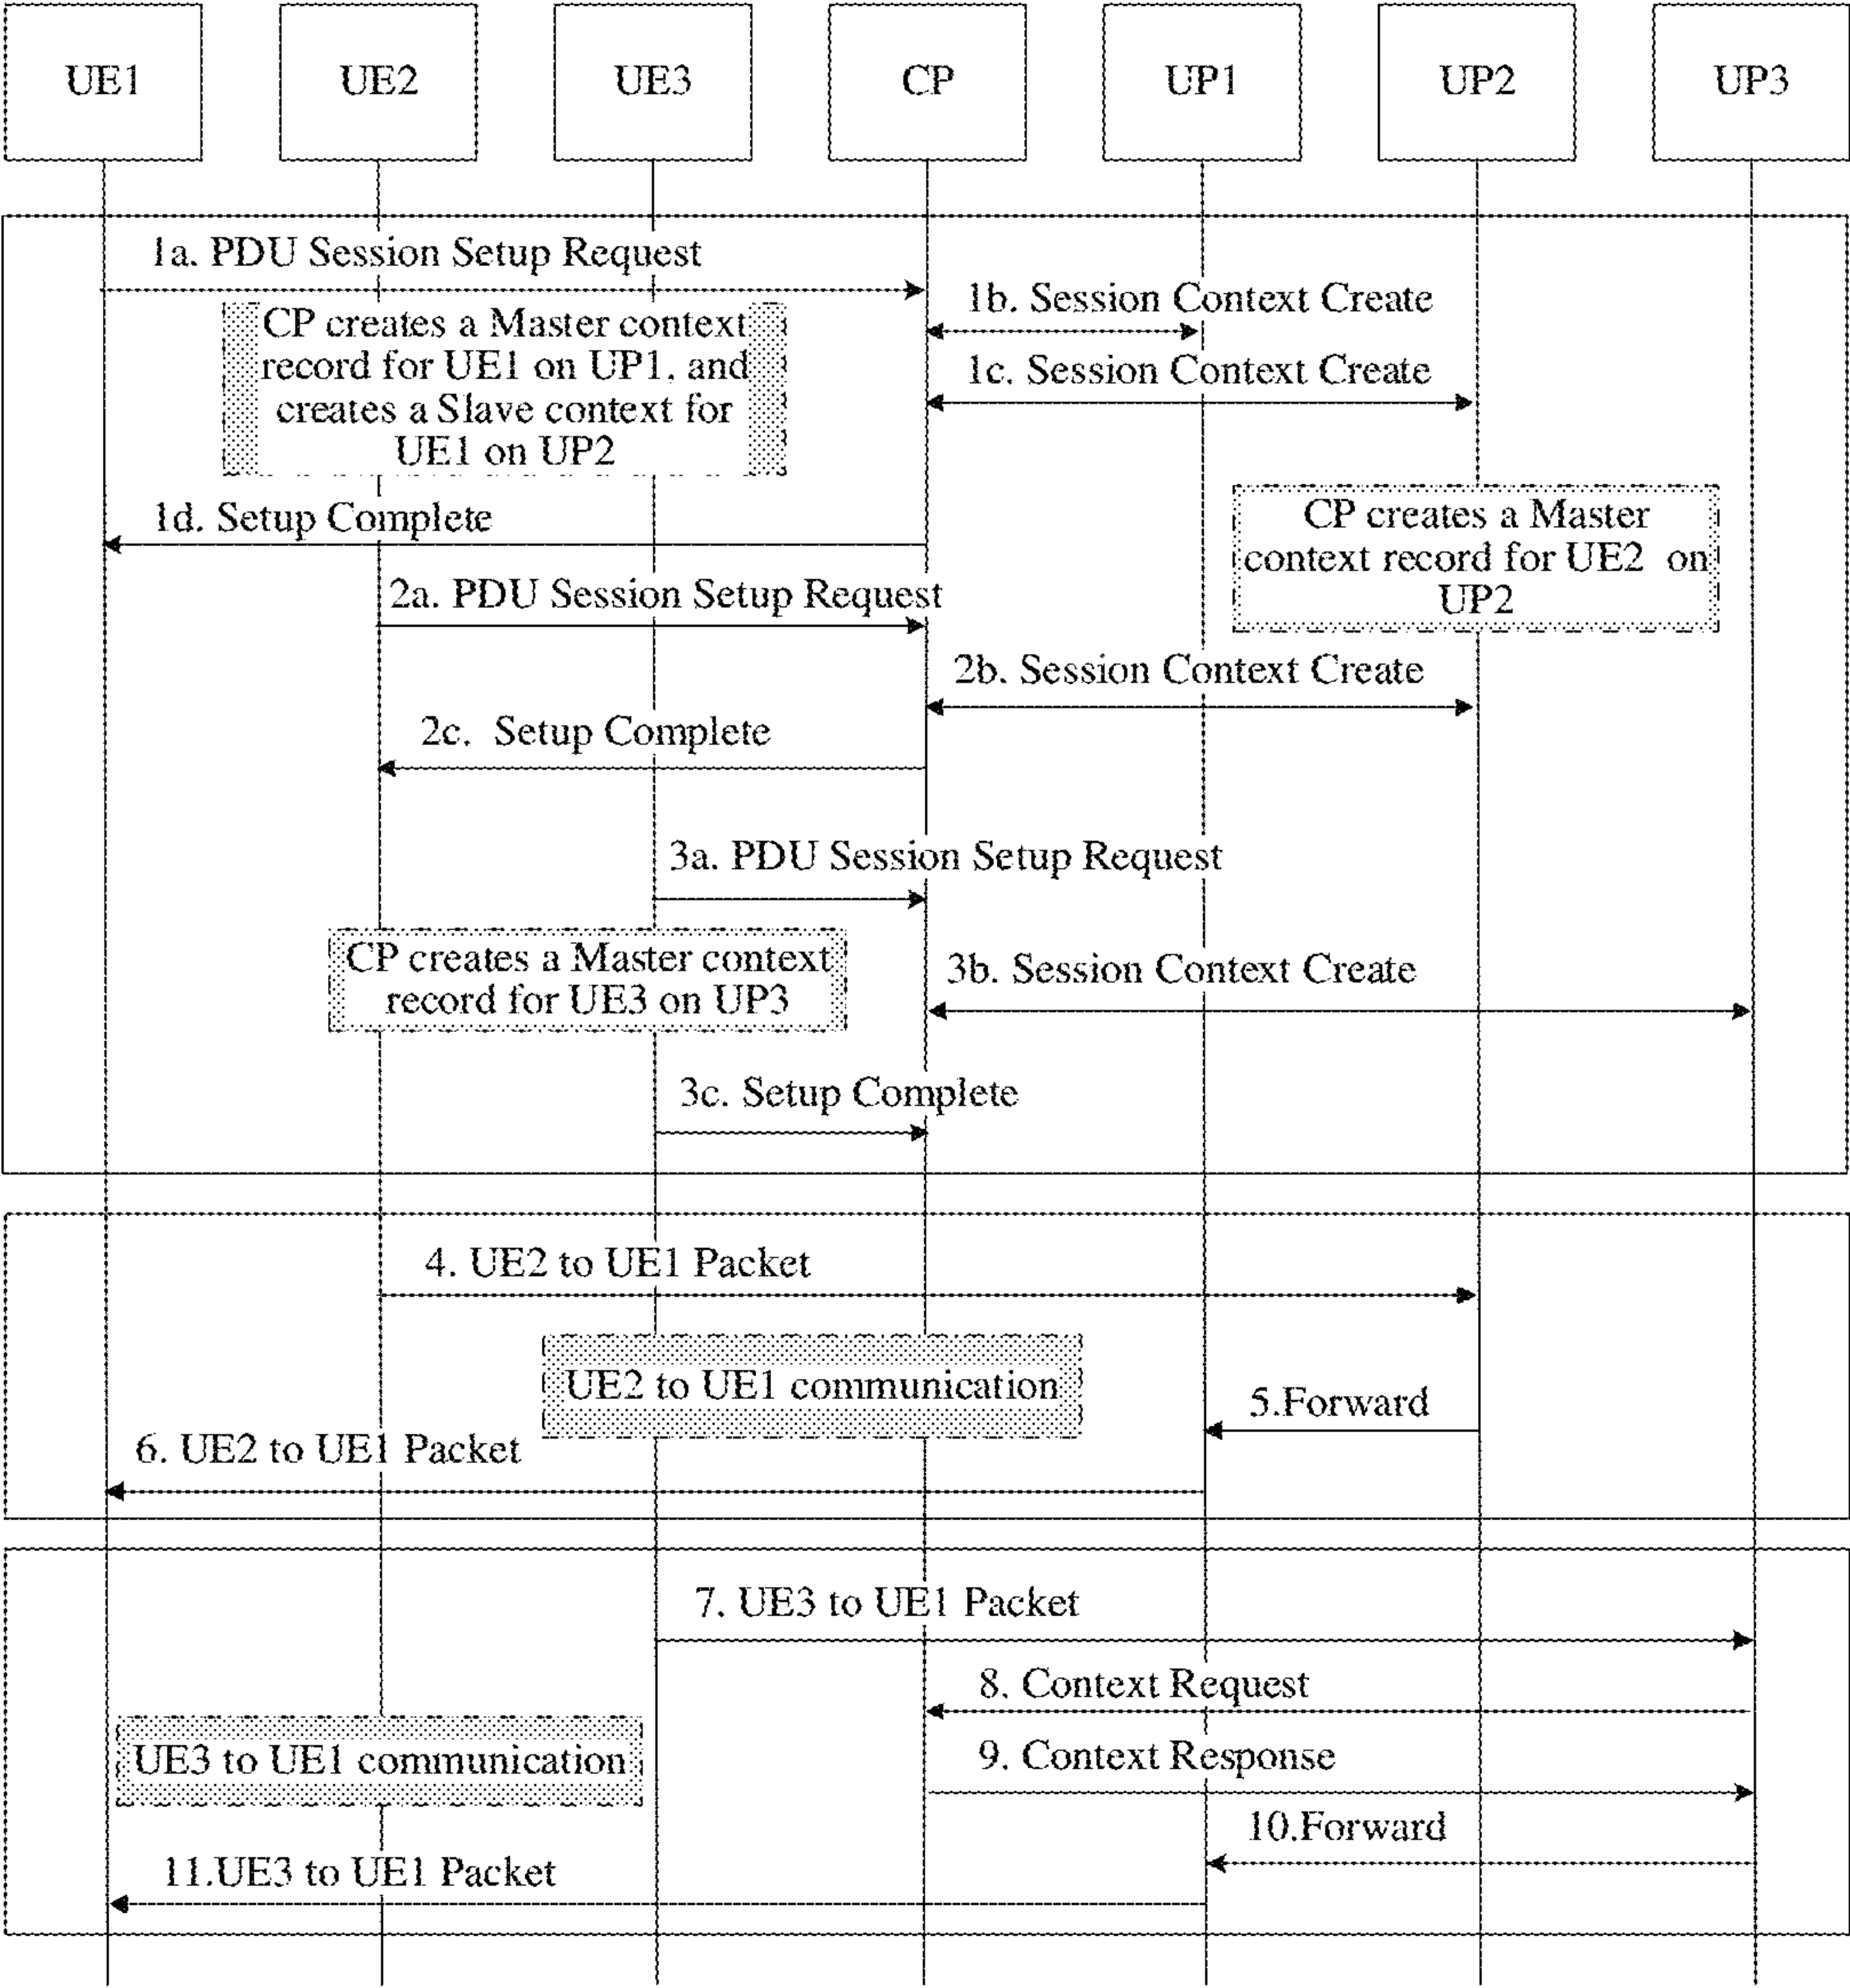 UE1
UE2
UE3
CP
UP1
UP2
UP3
1a. PDU Session Setup Request
1b. Session Context Create
CP creates a Master context
record for UE1 on UP1, and
creates a Slave context for
UE1 on UP2
1c. Session Context Create
1d. Setup Complete
CP creates a Master
context record for UE2 on
UP2
2a. PDU Session Setup Request
2b. Session Context Create
2c. Setup Complete
3a. PDU Session Setup Request
CP creates a Master context
record for UE3 on UP3
3b. Session Context Create
3c. Setup Complete
4. UE2 to UE1 Packet
UE2 to UE1 communication
5.Forward
6. UE2 to UE1 Packet
7. UE3 to UE1 Packet
8. Context Request
UE3 to UE1 communication
9. Context Response
10.Forward
11.UE3 to UE1 Packet